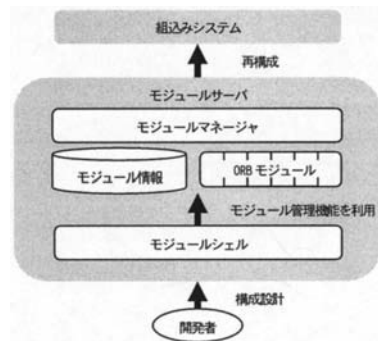 組込みシステム
再構成
モジュールサーバ
モジュールマネージャ
モジュール情報
ORB モジュール
モジュール管理機能を利用
モジュールシェル
構成設計
開発者